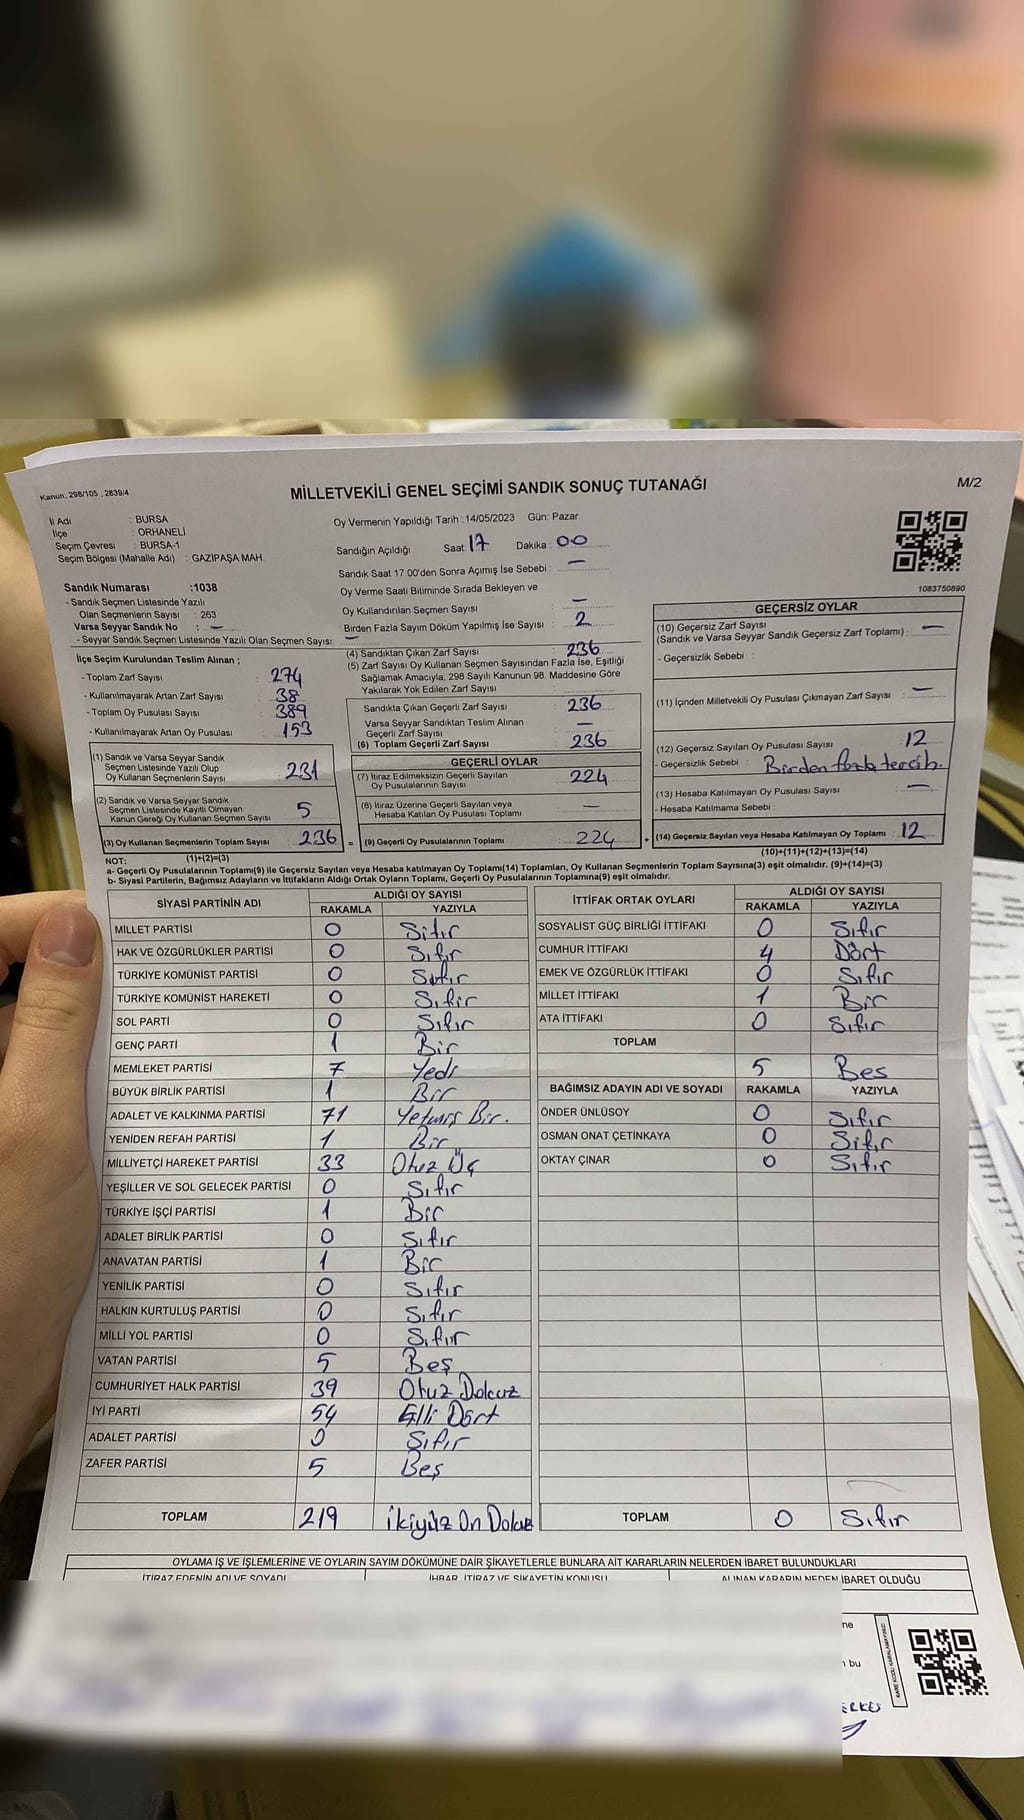 Kanun: 298/105 , 2839/4
MİLLETVEKİLİ GENEL SEÇİMİ SANDIK SONUÇ TUTANAĞI
M/2
İl Adı : BURSA
İlçe : ORHANELİ
Seçim Çevresi : BURSA-1
Seçim Bölgesi (Mahalle Adı) : GAZİPAŞA MAH.
Sandık Numarası :1038
- Sandık Seçmen Listesinde Yazılı
Olan Seçmenlerin Sayısı : 263
Varsa Seyyar Sandık No : —
- Seyyar Sandık Seçmen Listesinde Yazılı Olan Seçmen Sayısı: —
İlçe Seçim Kurulundan Teslim Alınan ;
- Toplam Zarf Sayısı : 274
- Kullanılmayarak Artan Zarf Sayısı : 38
- Toplam Oy Pusulası Sayısı : 389
- Kullanılmayarak Artan Oy Pusulası : 153
(1) Sandık ve Varsa Seyyar Sandık
Seçmen Listesinde Yazılı Olup
Oy Kullanan Seçmenlerin Sayısı : 231
(2) Sandık ve Varsa Seyyar Sandık
Seçmen Listesinde Kayıtlı Olmayan
Kanun Gereği Oy Kullanan Seçmen Sayısı : 5
(3) Oy Kullanan Seçmenlerin Toplam Sayısı : 236
(1)+(2)=(3)
Oy Vermenin Yapıldığı Tarih :14/05/2023 Gün: Pazar
Sandığın Açıldığı Saat: 17 Dakika : 00
Sandık Saat 17:00'den Sonra Açımış İse Sebebi : —
Oy Verme Saati Bitiminde Sırada Bekleyen ve
Oy Kullandırılan Seçmen Sayısı : —
Birden Fazla Sayım Döküm Yapılmış İse Sayısı : 2
(4) Sandıktan Çıkan Zarf Sayısı : 236
(5) Zarf Sayısı Oy Kullanan Seçmen Sayısından Fazla İse, Eşitliği
Sağlamak Amacıyla, 298 Sayılı Kanunun 98. Maddesine Göre
Yakılarak Yok Edilen Zarf Sayısı :
Sandıkta Çıkan Geçerli Zarf Sayısı : 236
Varsa Seyyar Sandıktan Teslim Alınan
Geçerli Zarf Sayısı : —
(6) Toplam Geçerli Zarf Sayısı : 236
GEÇERLİ OYLAR
(7) İtiraz Edilmeksizin Geçerli Sayılan
Oy Pusulalarının Sayısı : 224
(8) İtiraz Üzerine Geçerli Sayılan veya
Hesaba Katılan Oy Pusulası Toplamı : —
= (9) Geçerli Oy Pusulalarının Toplamı : 224 +
1083750890
GEÇERSİZ OYLAR
(10) Geçersiz Zarf Sayısı
(Sandık ve Varsa Seyyar Sandık Geçersiz Zarf Toplamı) : —
- Geçersizlik Sebebi :
(11) İçinden Milletvekili Oy Pusulası Çıkmayan Zarf Sayısı : —
(12) Geçersiz Sayılan Oy Pusulası Sayısı : 12
- Geçersizlik Sebebi : Birden fazla tercih.
(13) Hesaba Katılmayan Oy Pusulası Sayısı : —
- Hesaba Katılmama Sebebi :
(14) Geçersiz Sayılan veya Hesaba Katılmayan Oy Toplamı : 12
(10)+(11)+(12)+(13)=(14)
NOT:
a- Geçerli Oy Pusulalarının Toplamı(9) ile Geçersiz Sayılan veya Hesaba katılmayan Oy Toplamı(14) Toplamları, Oy Kullanan Seçmenlerin Toplam Sayısına(3) eşit olmalıdır. (9)+(14)=(3)
b- Siyasi Partilerin, Bağımsız Adayların ve İttifakların Aldığı Ortak Oyların Toplamı, Geçerli Oy Pusulalarının Toplamına(9) eşit olmalıdır.
SİYASİ PARTİNİN ADI ALDIĞI OY SAYISI
RAKAMLA YAZIYLA
MİLLET PARTİSİ 0 Sıfır
HAK VE ÖZGÜRLÜKLER PARTİSİ 0 Sıfır
TÜRKİYE KOMÜNİST PARTİSİ 0 Sıfır
TÜRKİYE KOMÜNİST HAREKETİ 0 Sıfır
SOL PARTİ 0 Sıfır
GENÇ PARTİ 1 Bir
MEMLEKET PARTİSİ 7 Yedi
BÜYÜK BİRLİK PARTİSİ 1 Bir
ADALET VE KALKINMA PARTİSİ 71 Yetmiş Bir.
YENİDEN REFAH PARTİSİ 1 Bir
MİLLİYETÇİ HAREKET PARTİSİ 33 Otuz Üç
YEŞİLLER VE SOL GELECEK PARTİSİ 0 Sıfır
TÜRKİYE İŞÇİ PARTİSİ 1 Bir
ADALET BİRLİK PARTİSİ 0 Sıfır
ANAVATAN PARTİSİ 1 Bir
YENİLİK PARTİSİ 0 Sıfır
HALKIN KURTULUŞ PARTİSİ 0 Sıfır
MİLLİ YOL PARTİSİ 0 Sıfır
VATAN PARTİSİ 5 Beş
CUMHURİYET HALK PARTİSİ 39 Otuz Dokuz
İYİ PARTİ 54 Elli Dört
ADALET PARTİSİ 0 Sıfır
ZAFER PARTİSİ 5 Beş
TOPLAM 219 İkiyüz On Dokuz
İTTİFAK ORTAK OYLARI ALDIĞI OY SAYISI
RAKAMLA YAZIYLA
SOSYALİST GÜÇ BİRLİĞİ İTTİFAKI 0 Sıfır
CUMHUR İTTİFAKI 4 Dört
EMEK VE ÖZGÜRLÜK İTTİFAKI 0 Sıfır
MİLLET İTTİFAKI 1 Bir
ATA İTTİFAKI 0 Sıfır
TOPLAM
5 Bes
BAĞIMSIZ ADAYIN ADI VE SOYADI RAKAMLA YAZIYLA
ÖNDER ÜNLÜSOY 0 Sıfır
OSMAN ONAT ÇETİNKAYA 0 Sıfır
OKTAY ÇINAR 0 Sıfır
TOPLAM 0 Sıfır
OYLAMA İŞ VE İŞLEMLERİNE VE OYLARIN SAYIM DÖKÜMÜNE DAİR ŞİKAYETLERLE BUNLARA AİT KARARLARIN NELERDEN İBARET BULUNDUKLARI
İTİRAZ EDENİN ADI VE SOYADI İHBAR, İTİRAZ VE ŞİKAYETİN KONUSU ALINAN KARARIN NEDEN İBARET OLDUĞU
ne
bu